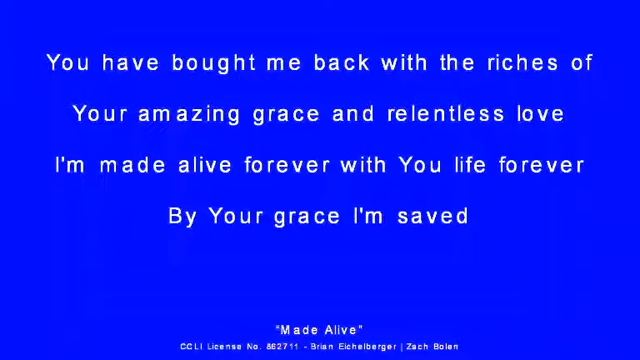 You have bought me back with the riches of
Your amazing grace and relentless love
I'm made alive forever with You life forever
By Your grace I'm saved
"Made Alive"
CCLI License No. 862711 - Brian Eichelberger | Zach Bolen